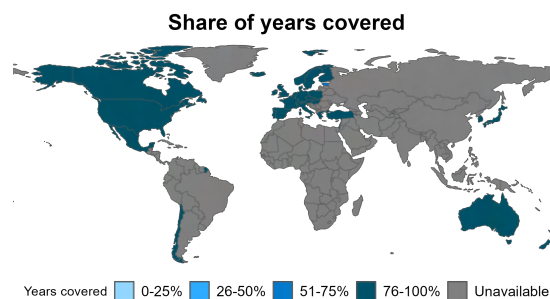 Share of years covered
Years covered 0-25% 26-50% 51-75% 76-100% Unavailable